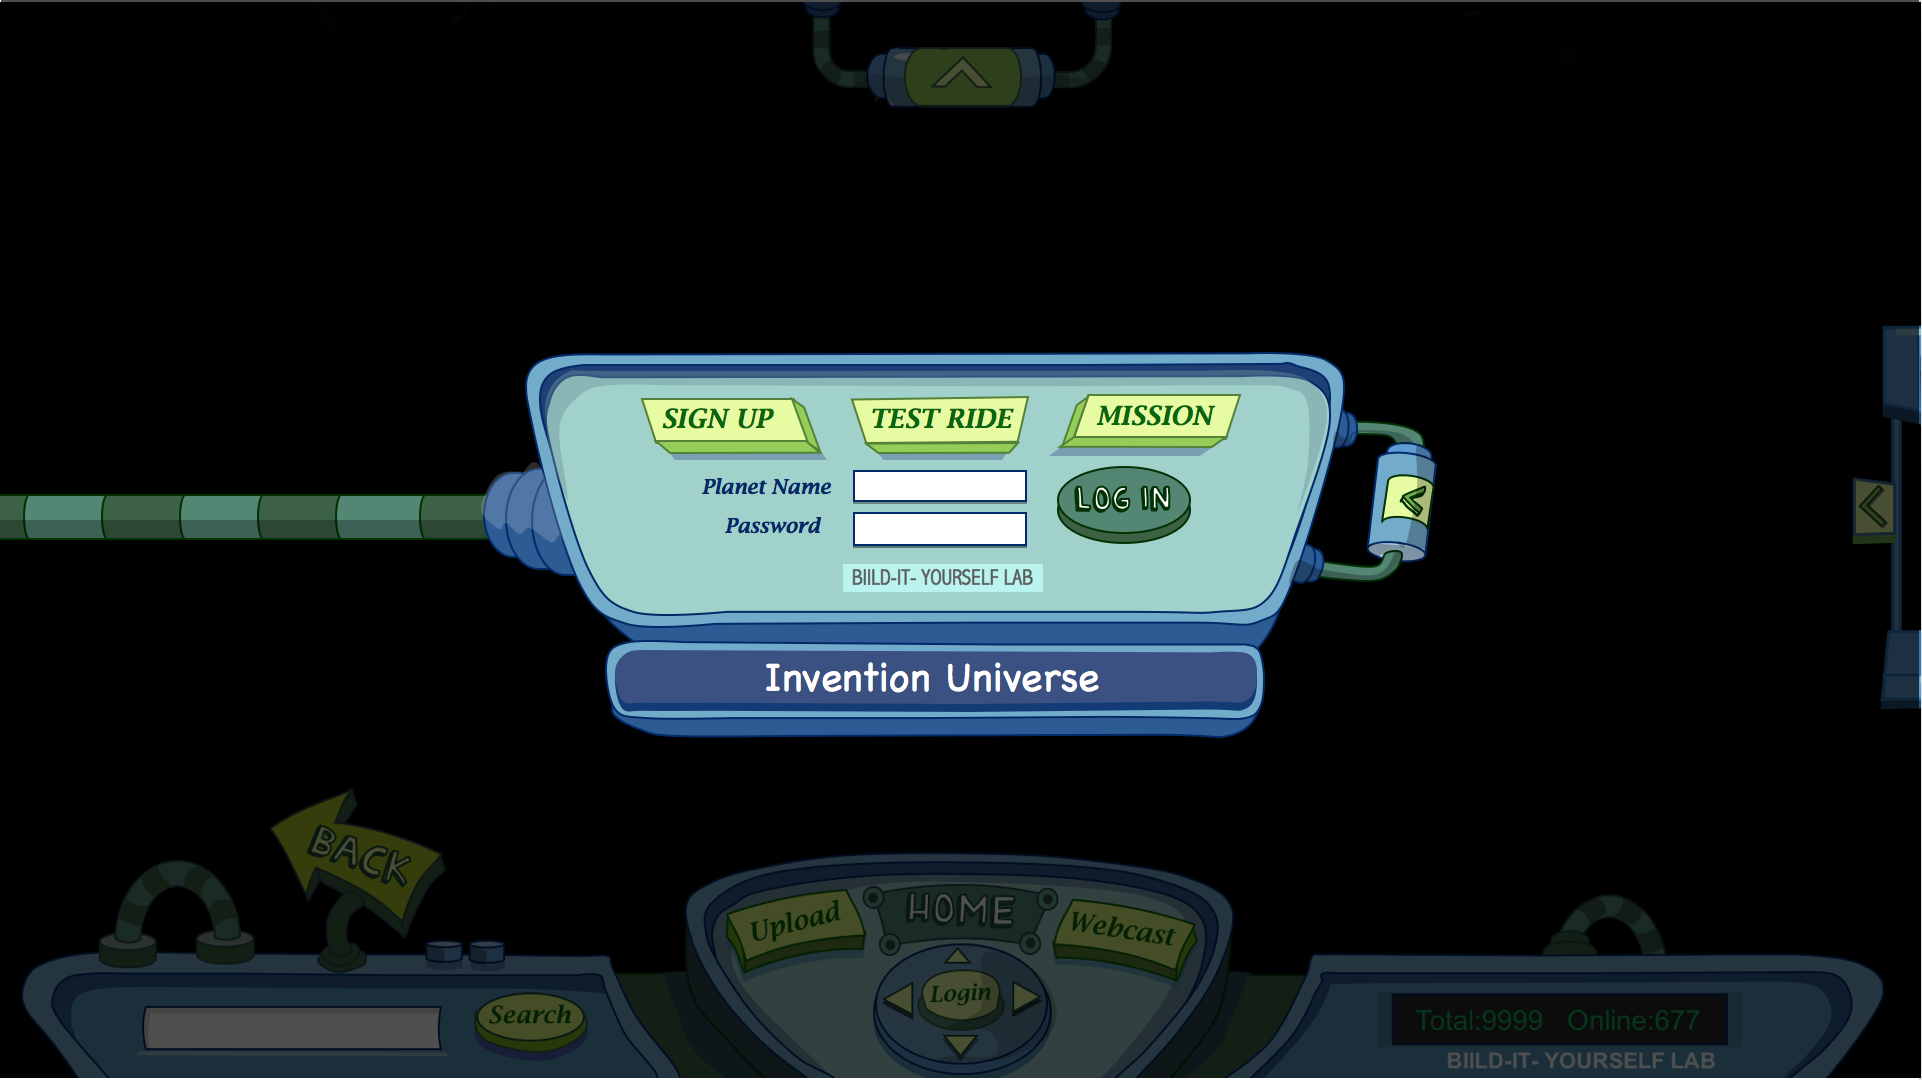 SIGN UP TEST RIDE MISSION
Planet Name
LOG IN
Password
BIILD-IT- YOURSELF LAB
Invention Universe
BACK
Upload HOME Webcast
Login
Search
Total:9999 Online:677
BIILD-IT- YOURSELF LAB